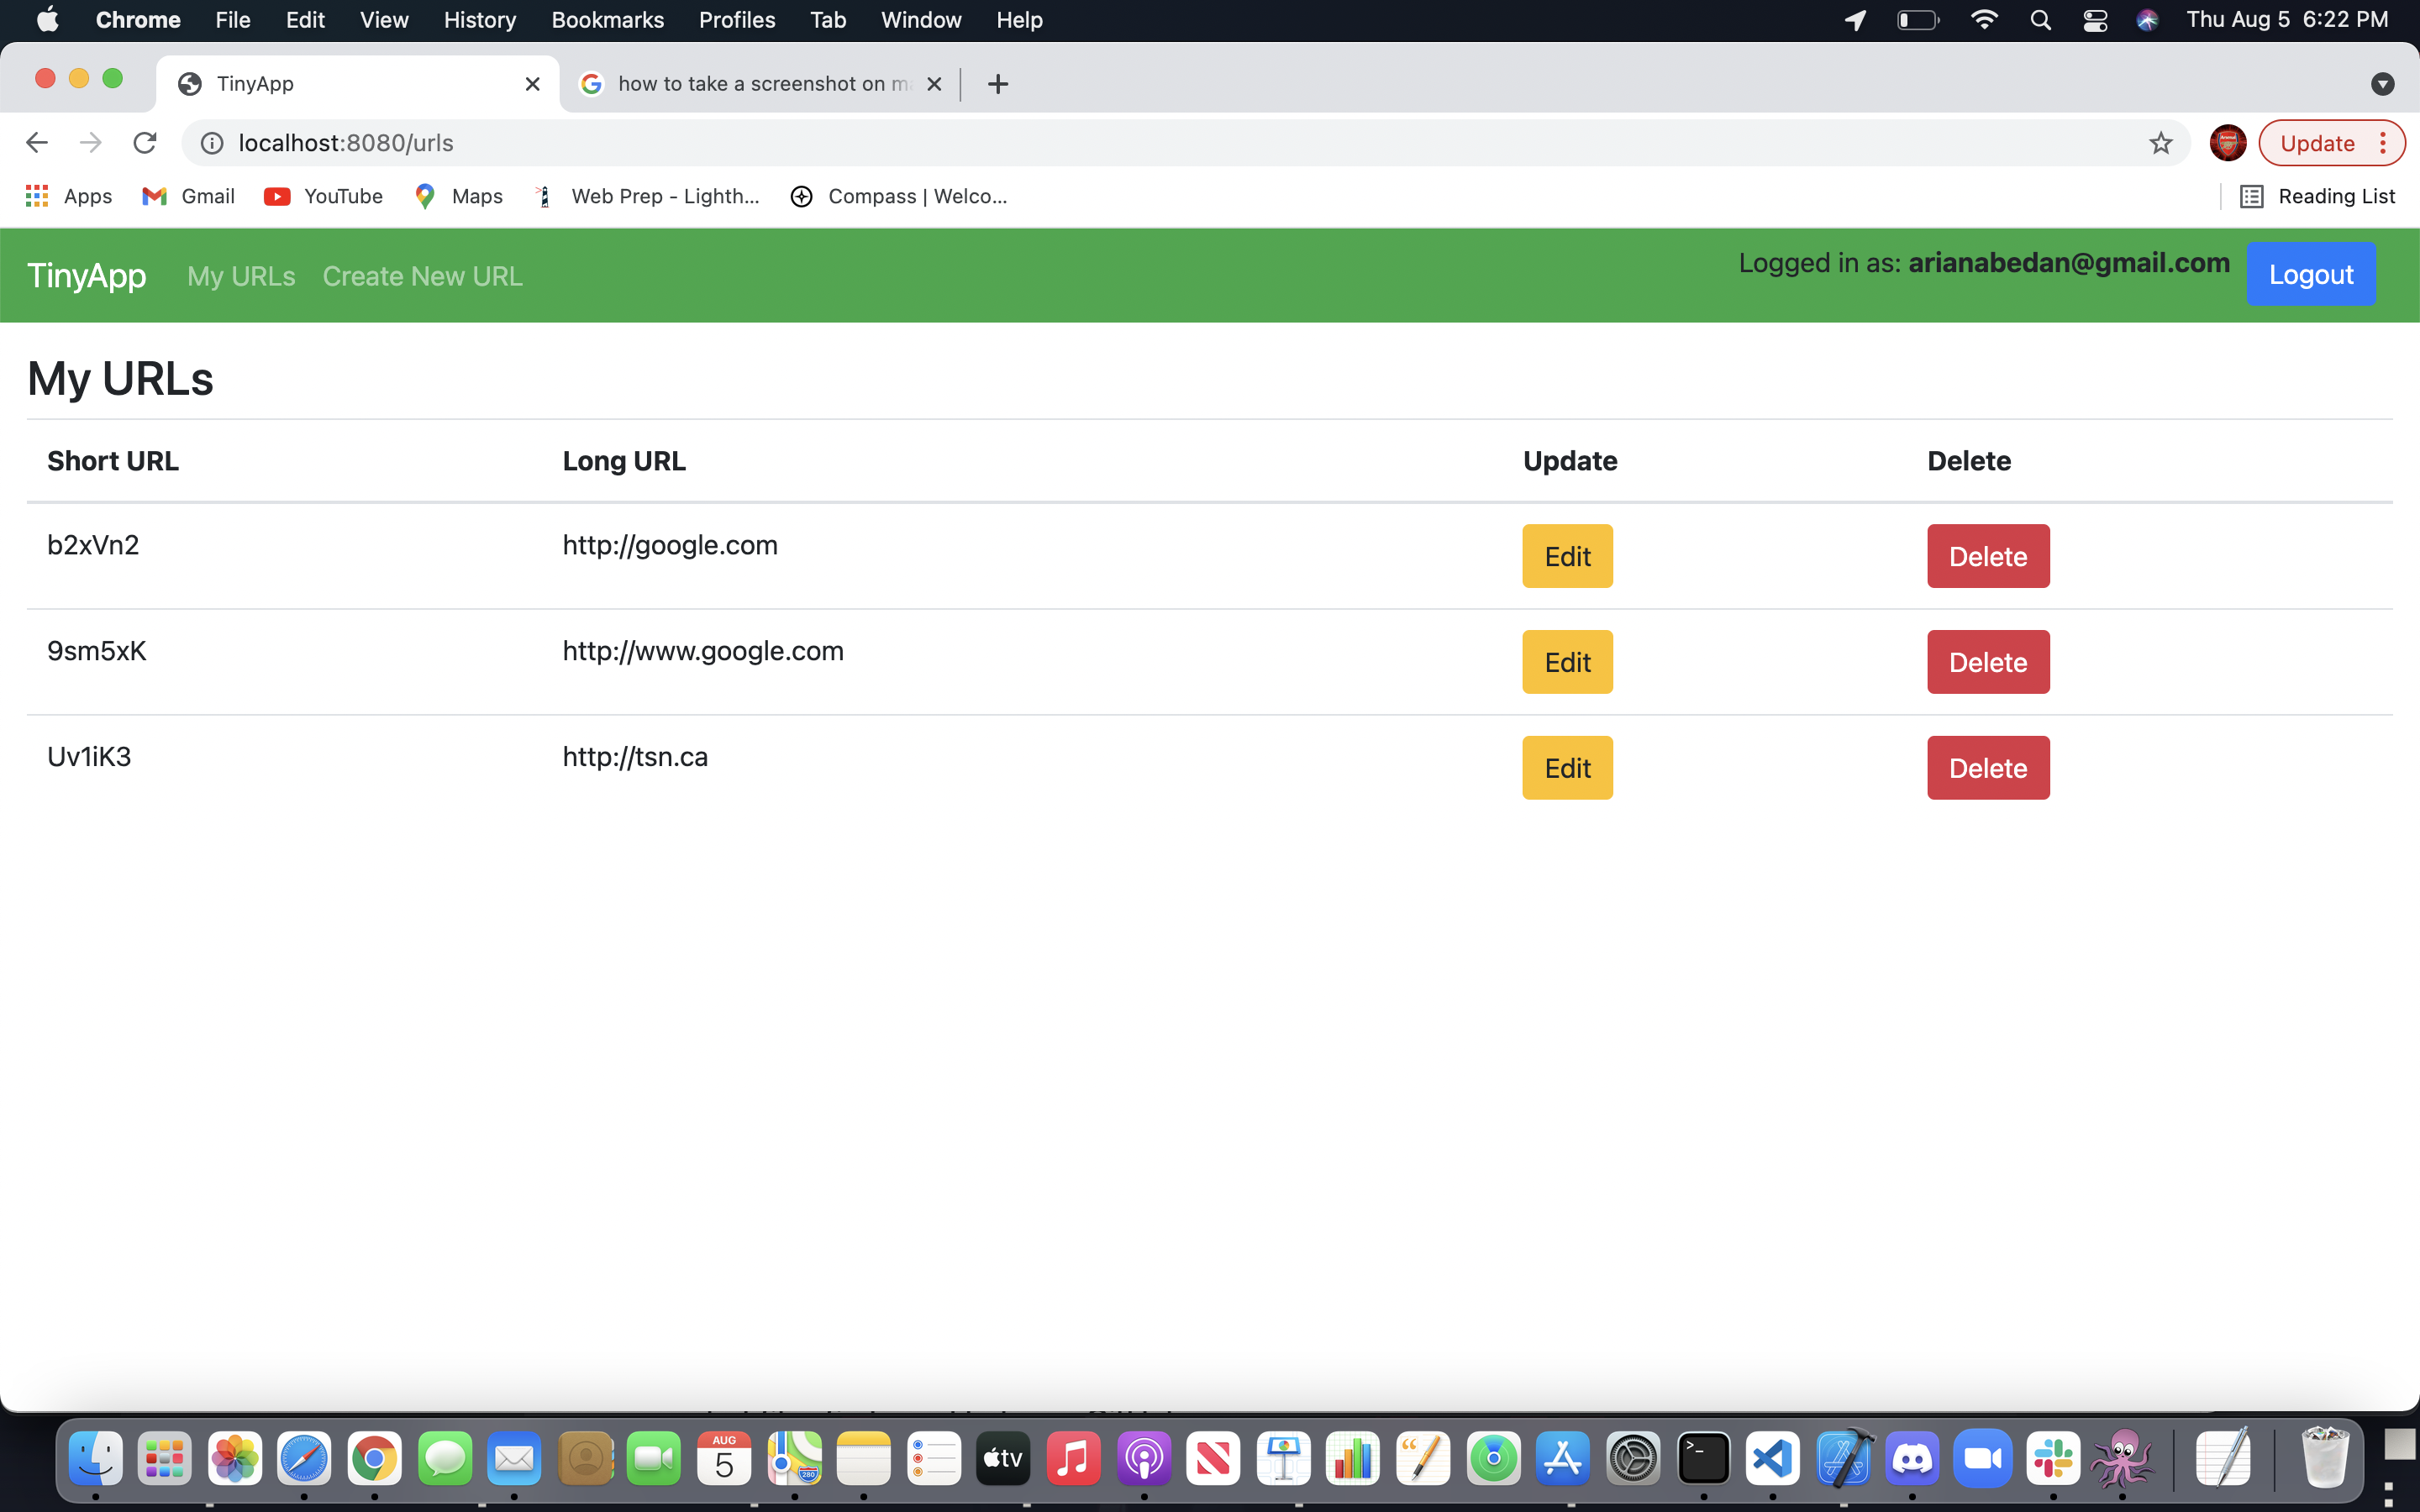 Chrome File Edit View History Bookmarks Profiles Tab Window Help Thu Aug 5 6:22 PM
TinyApp how to take a screenshot on m
localhost:8080/urls Update
Apps Gmail YouTube Maps Web Prep - Lighth... Compass | Welco... Reading List
TinyApp My URLs Create New URL Logged in as: arianabedan@gmail.com Logout
My URLs
Short URL Long URL Update Delete
b2xVn2 http://google.com Edit Delete
9sm5xK http://www.google.com Edit Delete
Uv1iK3 http://tsn.ca Edit Delete
AUG
5
280
tv